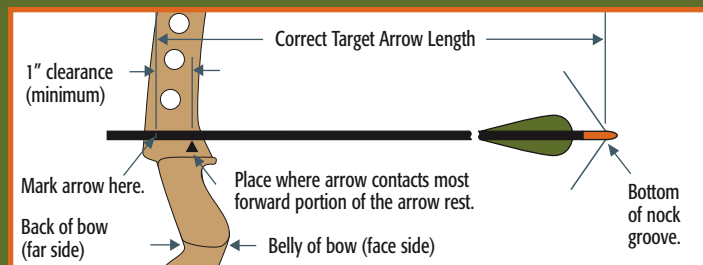 Correct Target Arrow Length
1" clearance
(minimum)
Mark arrow here.
Place where arrow contacts most
forward portion of the arrow rest.
Bottom
of nock
groove.
Back of bow
(far side)
Belly of bow (face side)